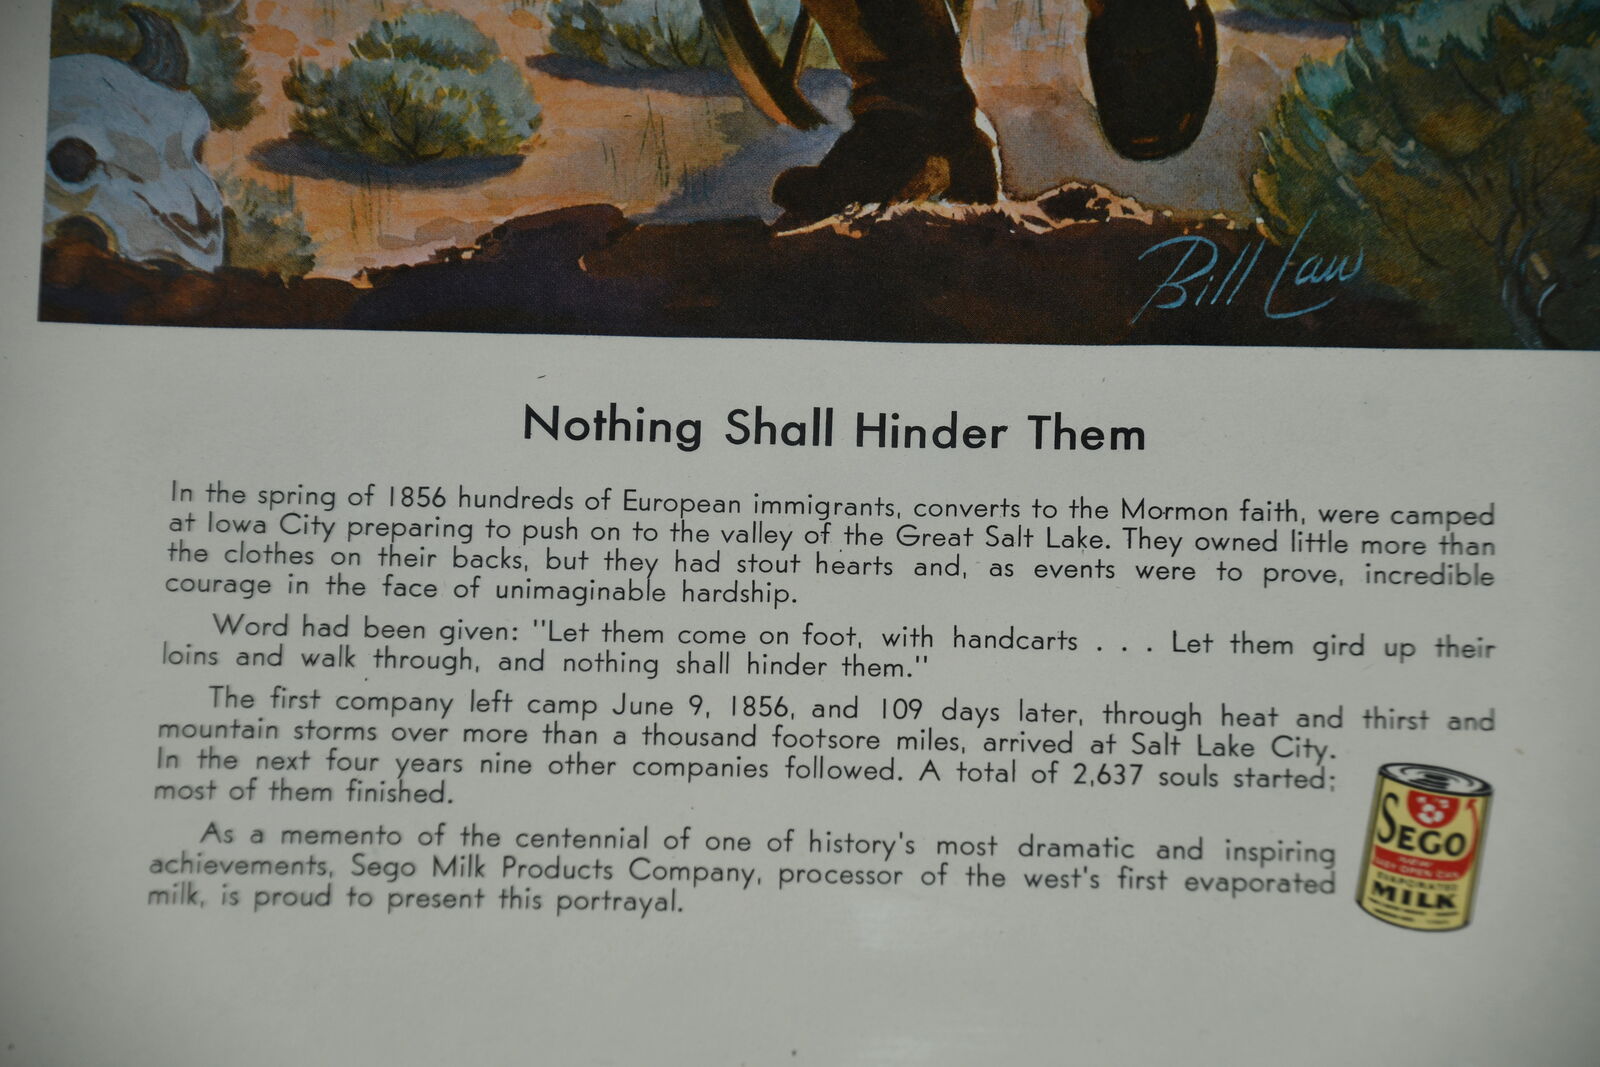 Bill Law
Nothing Shall Hinder Them
In the spring of 1856 hundreds of European immigrants, converts to the Mormon faith, were camped
at Iowa City preparing to push on to the valley of the Great Salt Lake. They owned little more than
the clothes on their backs, but they had stout hearts and, as events were to prove, incredible
courage in the face of unimaginable hardship.
Word had been given: "Let them come on foot, with handcarts . . . Let them gird up their
loins and walk through, and nothing shall hinder them."
The first company left camp June 9, 1856, and 109 days later, through heat and thirst and
mountain storms over more than a thousand footsore miles, arrived at Salt Lake City.
In the next four years nine other companies followed. A total of 2,637 souls started;
most of them finished.
As a memento of the centennial of one of history's most dramatic and inspiring
achievements, Sego Milk Products Company, processor of the west's first evaporated
milk, is proud to present this portrayal.
SEGO
NEW
EASY OPEN CAN
EVAPORATED
MILK